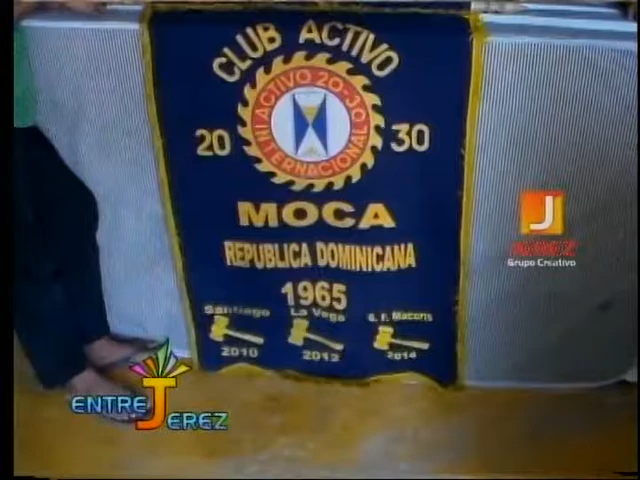 CLUB ACTIVO
ACTIVO 20-30
INTERNACIONAL
20 30
MOCA
REPUBLICA DOMINICANA
1965
Santiago La Vega S. F. Macoris
2010 2012 2014
J
Grupo Creativo
ENTRE JEREZ